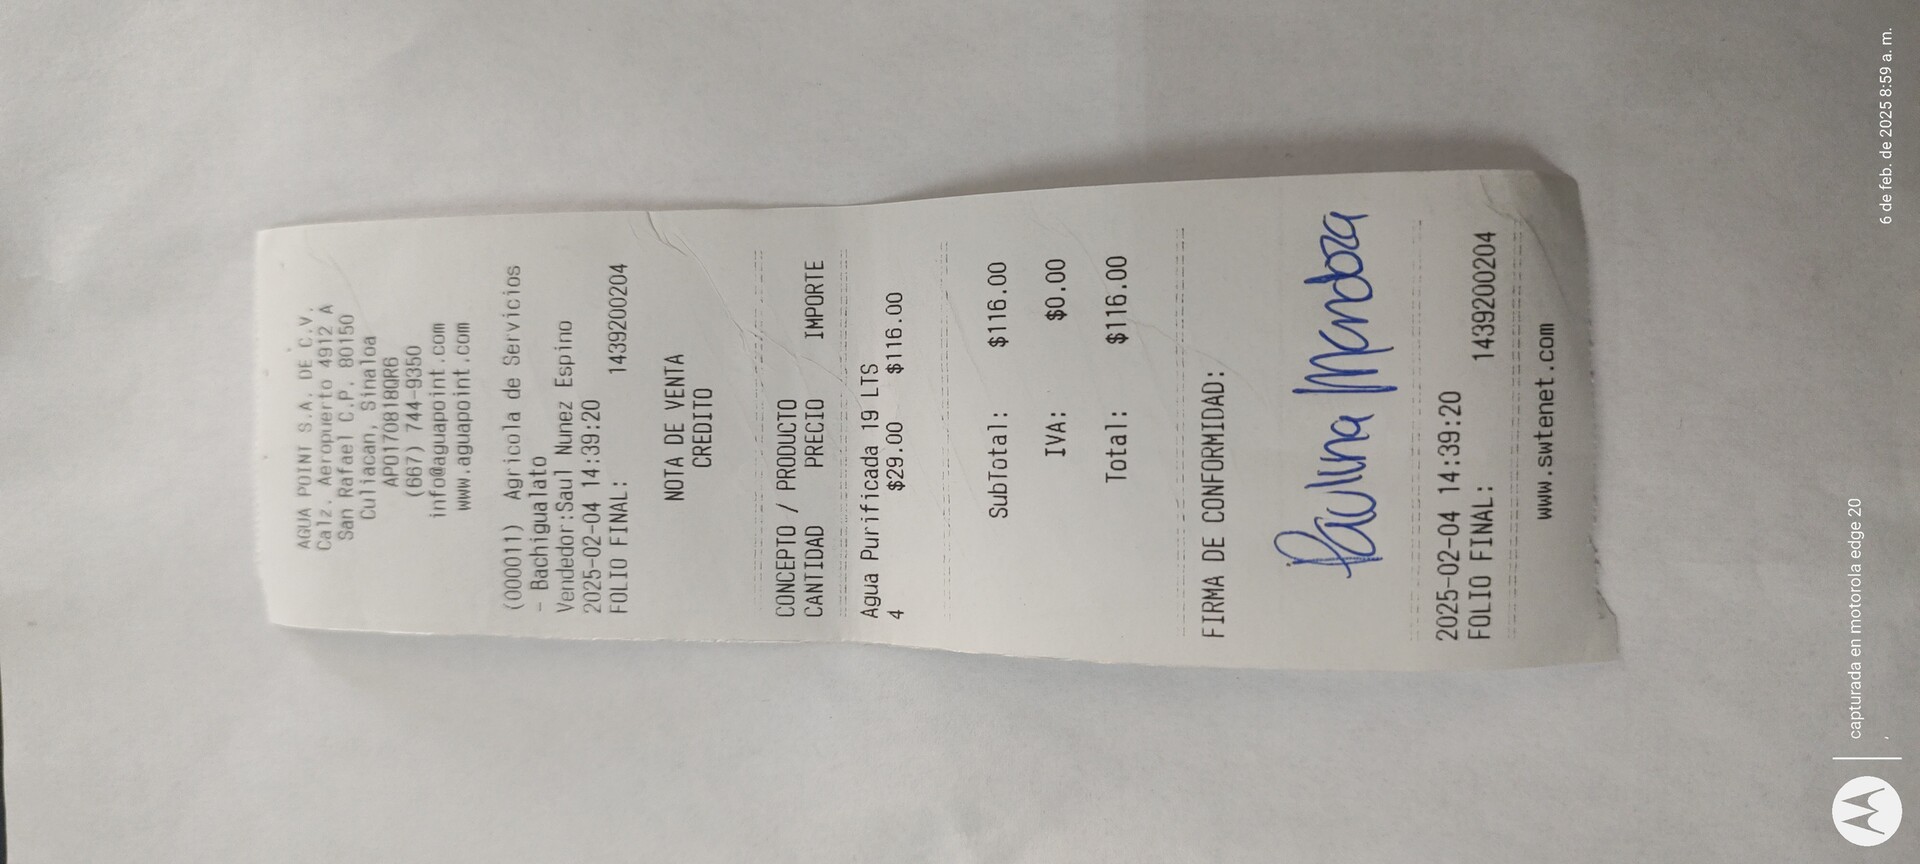 AGUA POINT S.A. DE C.V.
Calz. Aeropuerto 4912 A
San Rafael C.P. 80150
Culiacan, Sinaloa
APO170818QR6
(667) 744-9350
info@aguapoint.com
www.aguapoint.com
(000011) Agricola de Servicios
- Bachigualato
Vendedor:Saul Nunez Espino
2025-02-04 14:39:20
FOLIO FINAL: 1439200204
NOTA DE VENTA
CREDITO
CONCEPTO / PRODUCTO
CANTIDAD PRECIO IMPORTE
Agua Purificada 19 LTS
4 $29.00 $116.00
SubTotal: $116.00
IVA: $0.00
Total: $116.00
FIRMA DE CONFORMIDAD:
Paulina Mendoza
2025-02-04 14:39:20
FOLIO FINAL: 1439200204
www.swtenet.com
capturada en motorola edge 20
6 de feb. de 2025 8:59 a. m.